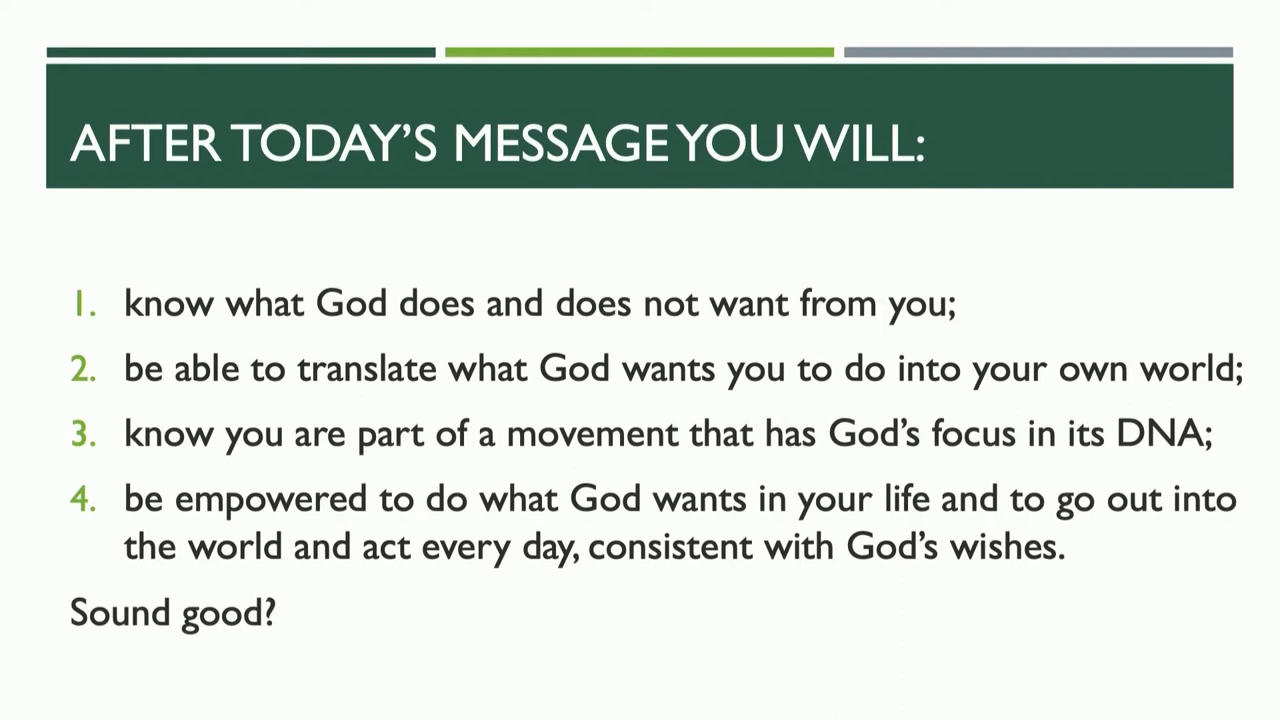 AFTER TODAY’S MESSAGE YOU WILL:
1. know what God does and does not want from you;
2. be able to translate what God wants you to do into your own world;
3. know you are part of a movement that has God’s focus in its DNA;
4. be empowered to do what God wants in your life and to go out into
the world and act every day, consistent with God’s wishes.
Sound good?